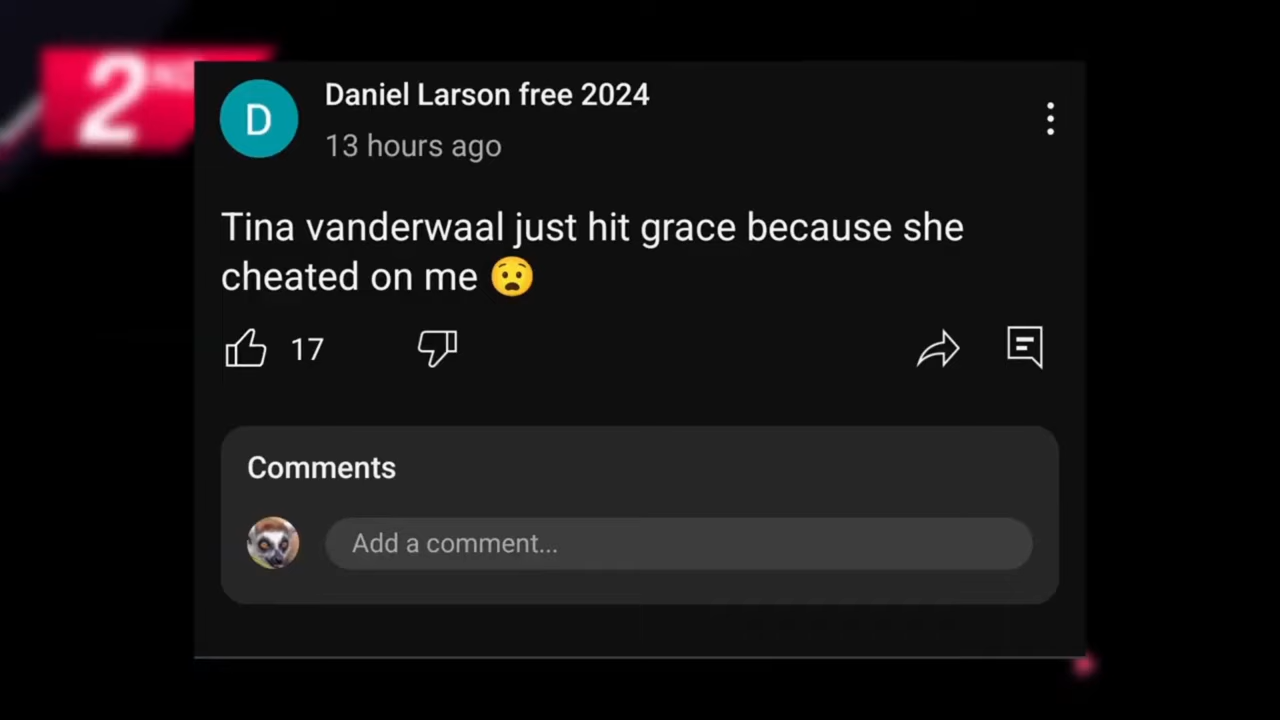 2
Daniel Larson free 2024
13 hours ago
Tina vanderwaal just hit grace because she
cheated on me 😧
17
Comments
Add a comment...
D